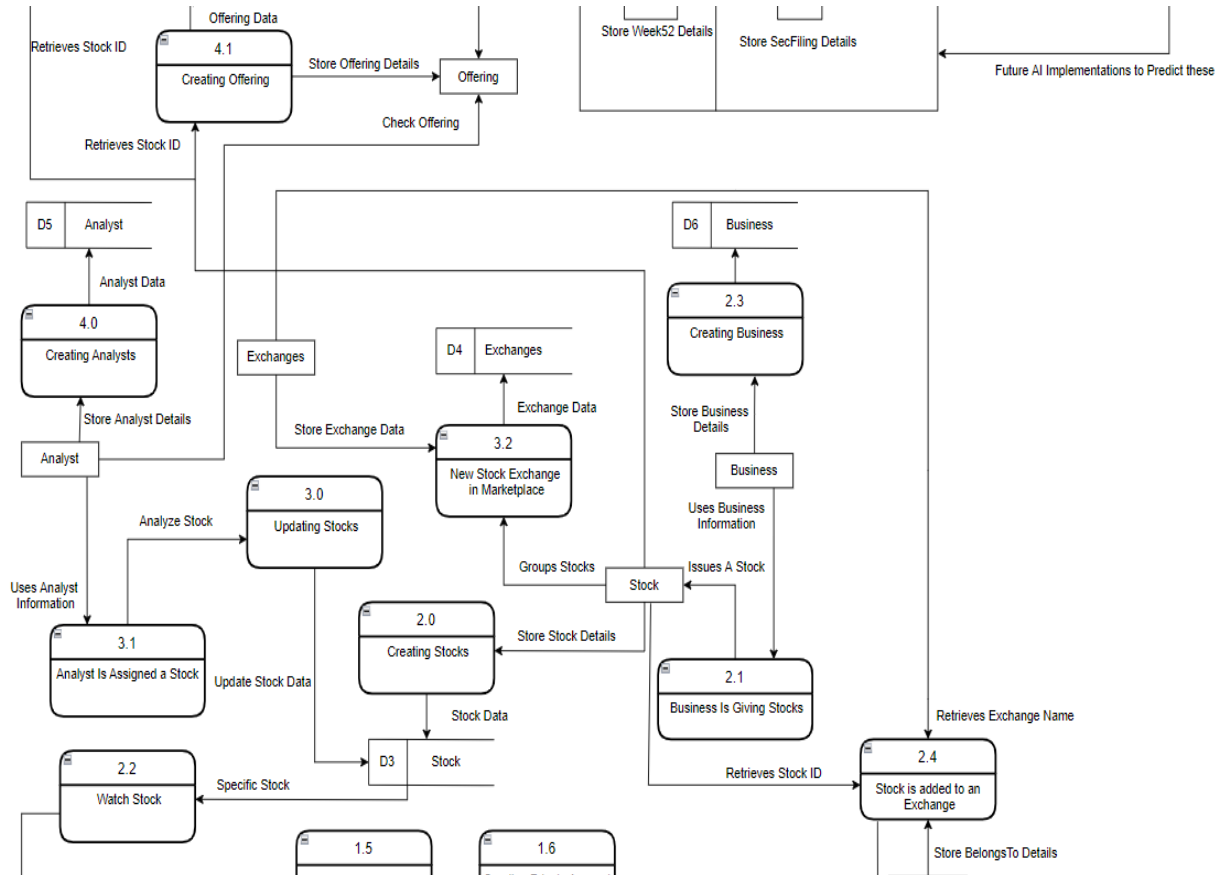 Offering Data
Store Week52 Details
Store SecFiling Details
Retrieves Stock ID
4.1
Creating Offering
Store Offering Details
Offering
Future AI Implementations to Predict these
Check Offering
Retrieves Stock ID
D5
Analyst
D6
Business
Analyst Data
4.0
Creating Analysts
2.3
Creating Business
Exchanges
D4
Exchanges
Store Analyst Details
Exchange Data
Store Business
Details
Store Exchange Data
3.2
New Stock Exchange
in Marketplace
Analyst
Business
3.0
Updating Stocks
Analyze Stock
Uses Business
Information
Groups Stocks
Stock
Issues A Stock
Uses Analyst
Information
2.0
Creating Stocks
Store Stock Details
3.1
Analyst Is Assigned a Stock
Update Stock Data
2.1
Business Is Giving Stocks
Stock Data
Retrieves Exchange Name
D3
Stock
2.4
Stock is added to an
Exchange
2.2
Watch Stock
Specific Stock
Retrieves Stock ID
1.5
1.6
Store BelongsTo Details